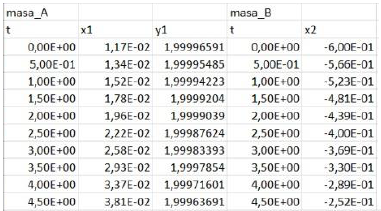 masa_A masa_B
t x1 y1 t x2
0,00E+00 1,17E-02 1,99996591 0,00E+00 -6,00E-01
5,00E-01 1,34E-02 1,99995485 5,00E-01 -5,66E-01
1,00E+00 1,52E-02 1,99994223 1,00E+00 -5,23E-01
1,50E+00 1,78E-02 1,9999204 1,50E+00 -4,81E-01
2,00E+00 1,96E-02 1,9999039 2,00E+00 -4,39E-01
2,50E+00 2,22E-02 1,99987624 2,50E+00 -4,00E-01
3,00E+00 2,58E-02 1,99983393 3,00E+00 -3,69E-01
3,50E+00 2,93E-02 1,9997854 3,50E+00 -3,30E-01
4,00E+00 3,37E-02 1,99971601 4,00E+00 -2,89E-01
4,50E+00 3,81E-02 1,99963691 4,50E+00 -2,52E-01